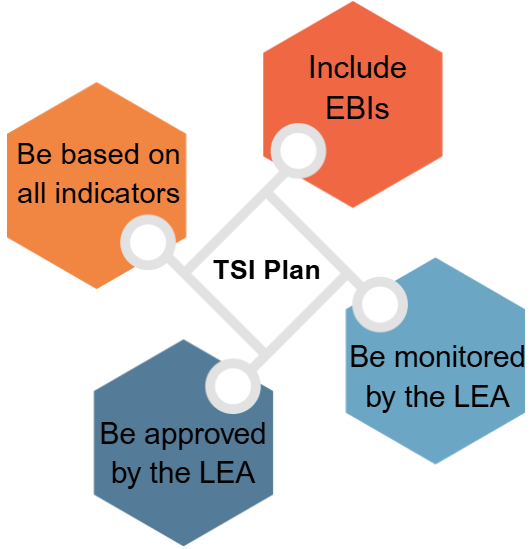 Include
EBIs
Be based on
all indicators
TSI Plan
Be monitored
by the LEA
Be approved
by the LEA